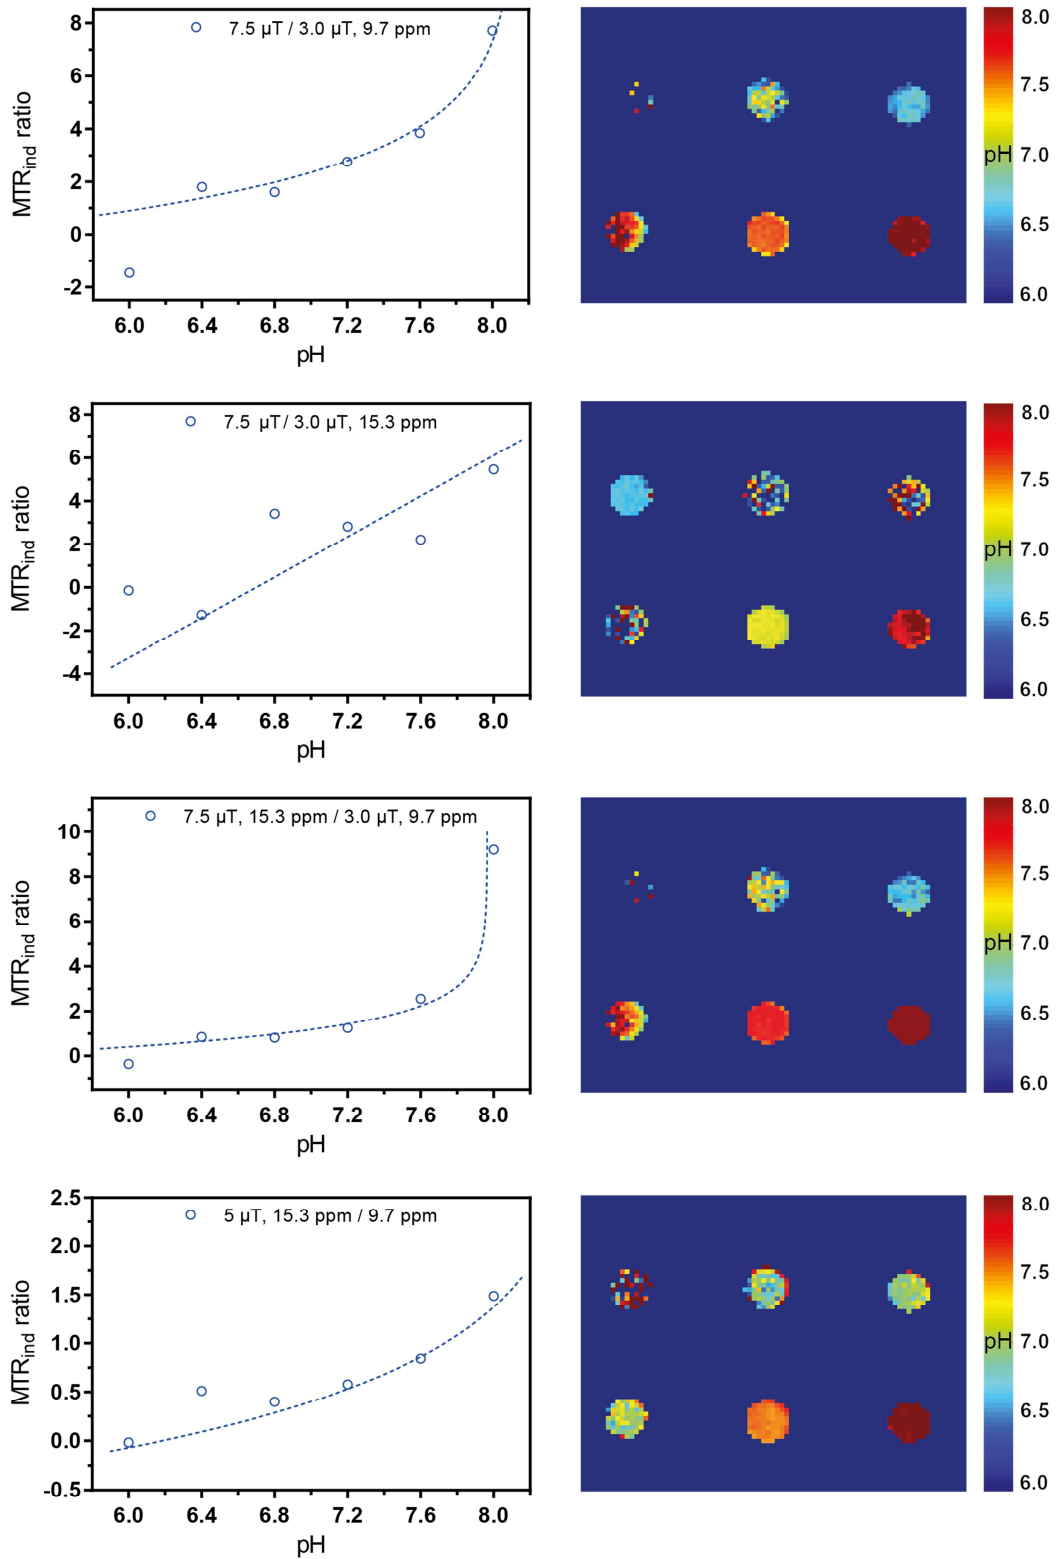 7.5 µT / 3.0 µT, 9.7 ppm
MTRind ratio
8
6
4
2
0
-2
6.0 6.4 6.8 7.2 7.6 8.0
pH
8.0
7.5
pH 7.0
6.5
6.0
7.5 µT / 3.0 µT, 15.3 ppm
MTRind ratio
8
6
4
2
0
-2
-4
6.0 6.4 6.8 7.2 7.6 8.0
pH
8.0
7.5
pH 7.0
6.5
6.0
7.5 µT, 15.3 ppm / 3.0 µT, 9.7 ppm
MTRind ratio
10
8
6
4
2
0
6.0 6.4 6.8 7.2 7.6 8.0
pH
8.0
7.5
pH 7.0
6.5
6.0
5 µT, 15.3 ppm / 9.7 ppm
MTRind ratio
2.5
2.0
1.5
1.0
0.5
0.0
-0.5
6.0 6.4 6.8 7.2 7.6 8.0
pH
8.0
7.5
pH 7.0
6.5
6.0